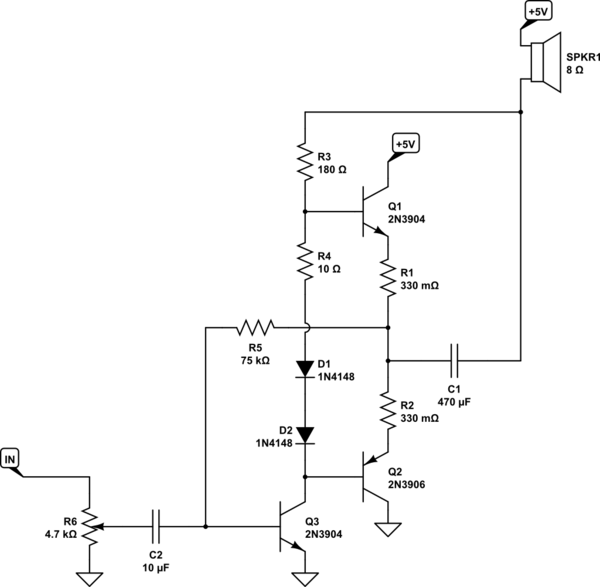 +5V
SPKR1
8 Ω
+5V
R3
180 Ω
Q1
2N3904
R4
10 Ω
R1
330 mΩ
R5
75 kΩ
D1
1N4148
C1
470 µF
R2
330 mΩ
D2
1N4148
IN
Q2
2N3906
R6
4.7 kΩ
Q3
2N3904
C2
10 µF